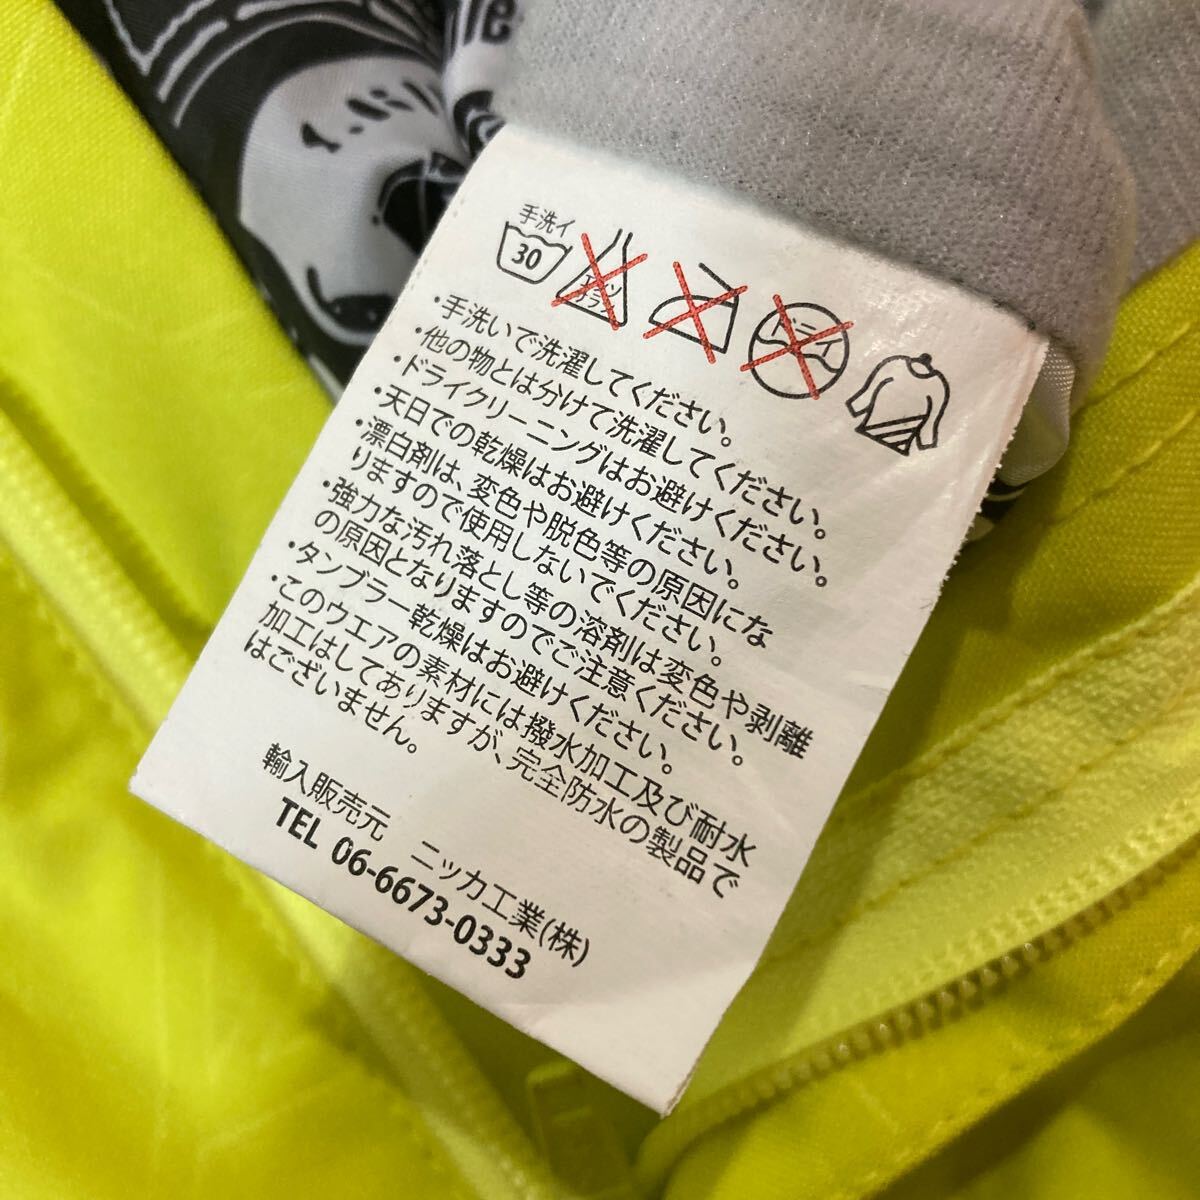 le
手洗イ
30
エンソ
サラシ
ドライ
・手洗いで洗濯してください。
・他の物とは分けて洗濯してください。
・ドライクリーニングはお避けください。
・天日での乾燥はお避けください。
・漂白剤は、変色や脱色等の原因にな
りますので使用しないでください。
・強力な汚れ落とし等の溶剤は変色や剥離
の原因となりますのでご注意ください。
・タンブラー乾燥はお避けください。
・このウエアの素材には撥水加工及び耐水
加工はしてありますが、完全防水の製品で
はございません。
輸入販売元　ニッカ工業(株)
TEL 06-6673-0333